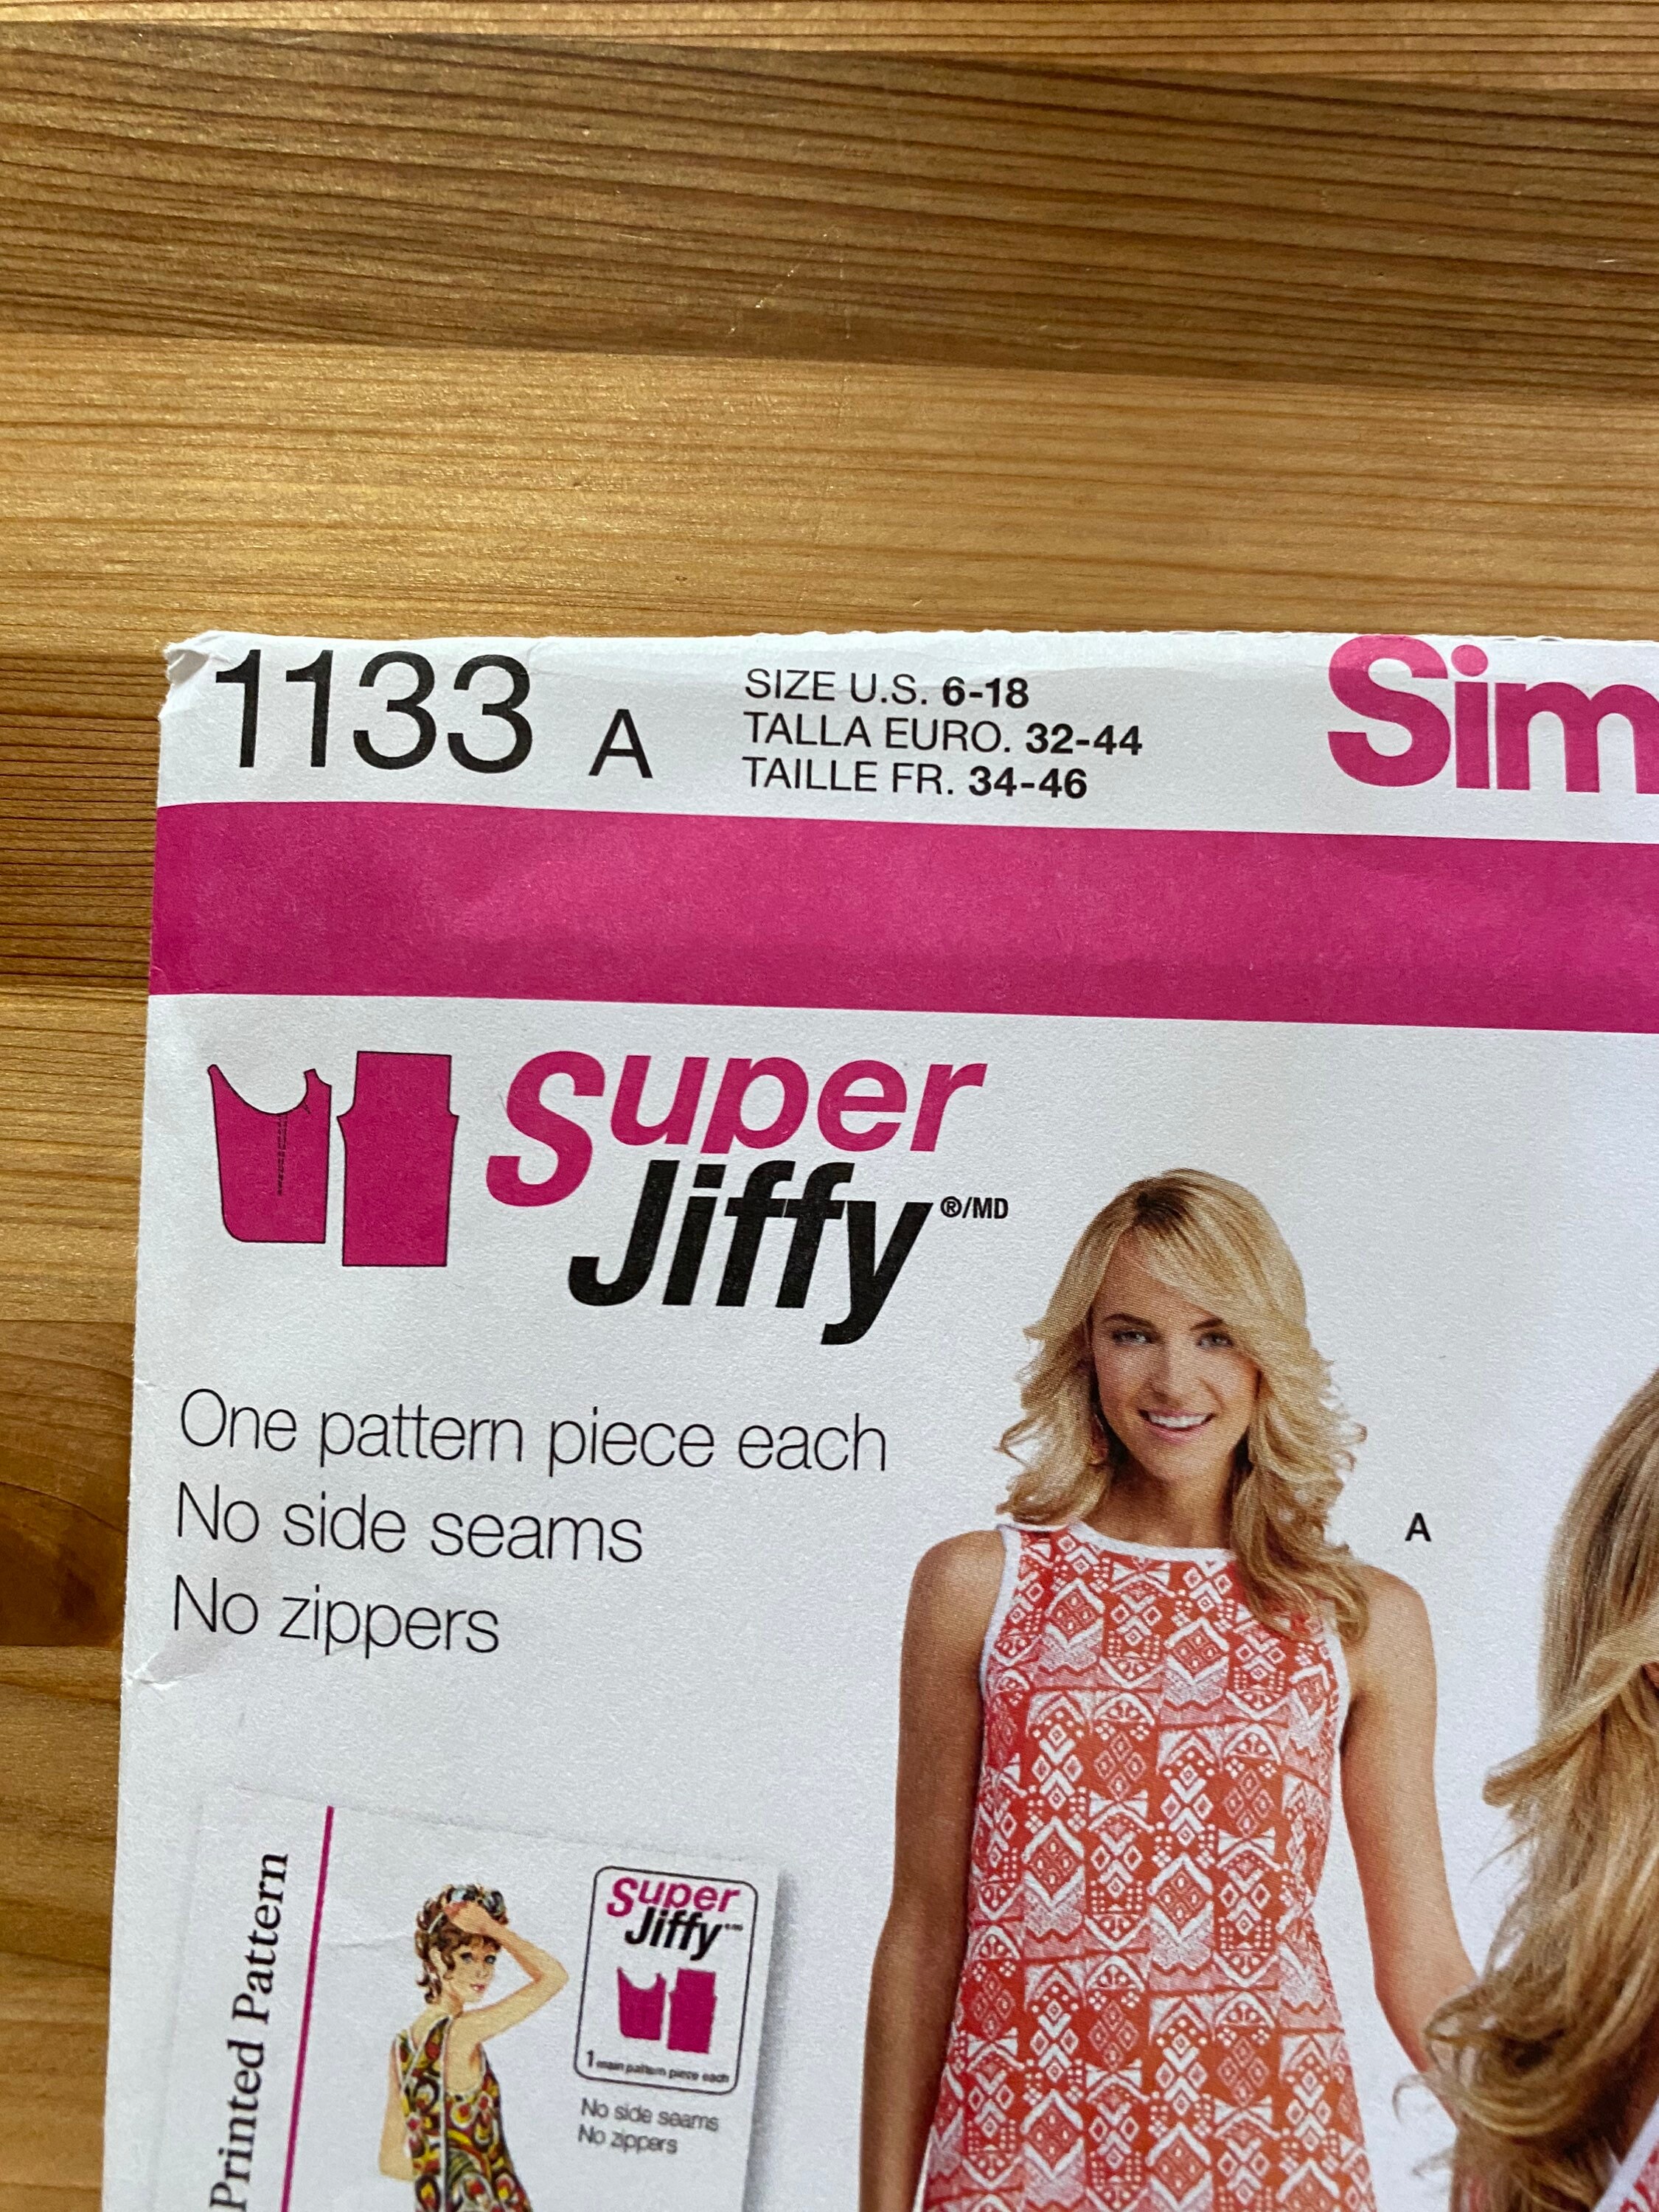 1133 A
SIZE U.S. 6-18
TALLA EURO. 32-44
TAILLE FR. 34-46
Sim
Super
Jiffy®/MD
One pattern piece each
No side seams
No zippers
A
Printed Pattern
Super
Jiffy
1 main pattern piece each
No side seams
No zippers